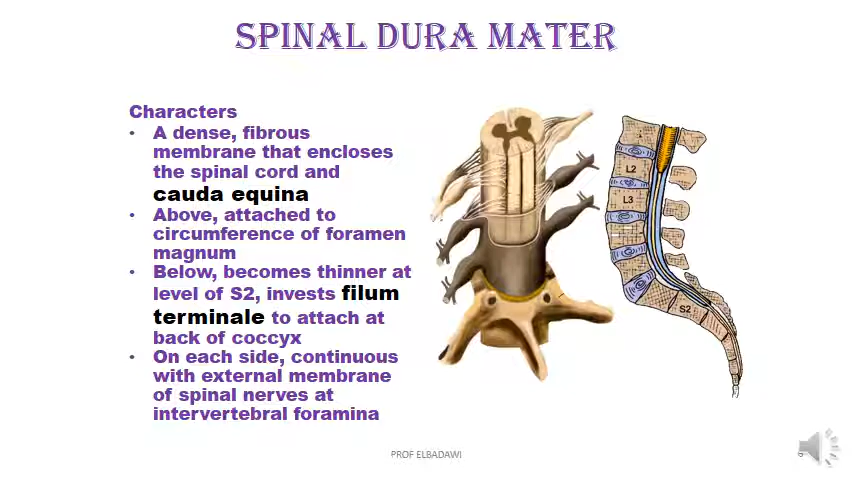 SPINAL DURA MATER
Characters
• A dense, fibrous
membrane that encloses
the spinal cord and
cauda equina
• Above, attached to
circumference of foramen
magnum
• Below, becomes thinner at
level of S2, invests filum
terminale to attach at
back of coccyx
• On each side, continuous
with external membrane
of spinal nerves at
intervertebral foramina
L2
L3
S2
PROF ELBADAWI